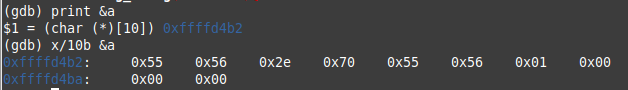 (gdb) print &a
$1 = (char (*)[10]) 0xffffd4b2
(gdb) x/10b &a
0xffffd4b2: 0x55 0x56 0x2e 0x70 0x55 0x56 0x01 0x00
0xffffd4ba: 0x00 0x00